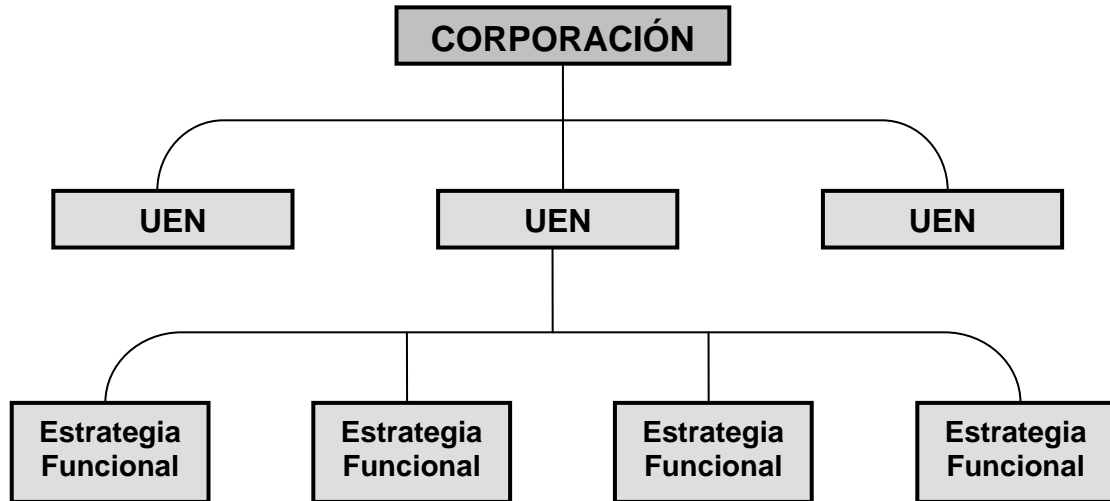 CORPORACIÓN
UEN
UEN
UEN
Estrategia
Funcional
Estrategia
Funcional
Estrategia
Funcional
Estrategia
Funcional